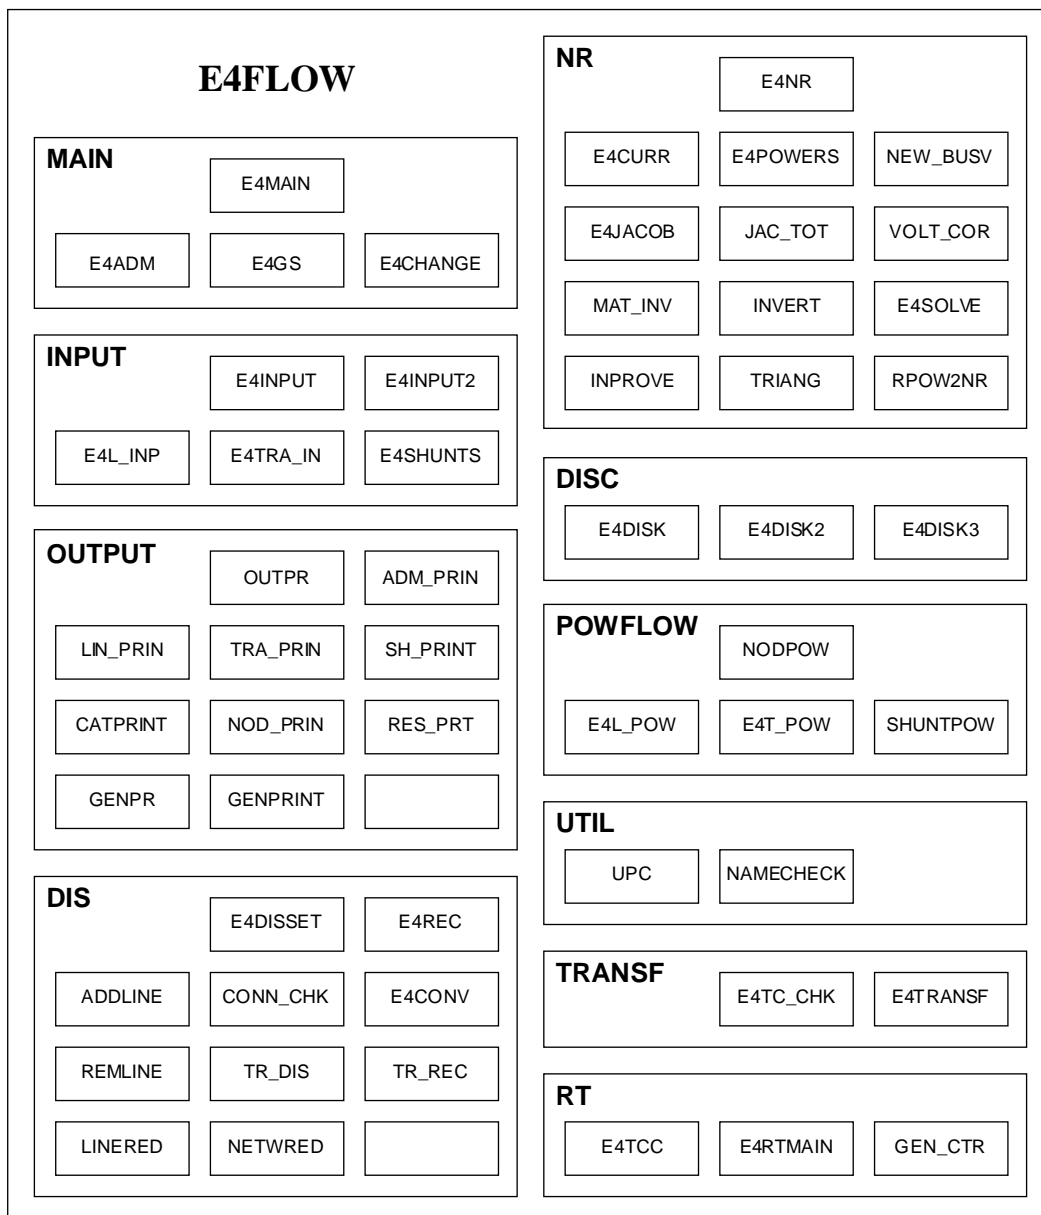 E4FLOW
MAIN
E4MAIN
E4ADM E4GS E4CHANGE
INPUT
E4INPUT E4INPUT2
E4L_INP E4TRA_IN E4SHUNTS
OUTPUT
OUTPR ADM_PRIN
LIN_PRIN TRA_PRIN SH_PRINT
CATPRINT NOD_PRIN RES_PRT
GENPR GENPRINT
DIS
E4DISSET E4REC
ADDLINE CONN_CHK E4CONV
REMLINE TR_DIS TR_REC
LINERED NETWRED
NR
E4NR
E4CURR E4POWERS NEW_BUSV
E4JACOB JAC_TOT VOLT_COR
MAT_INV INVERT E4SOLVE
INPROVE TRIANG RPOW2NR
DISC
E4DISK E4DISK2 E4DISK3
POWFLOW
NODPOW
E4L_POW E4T_POW SHUNTPOW
UTIL
UPC NAMECHECK
TRANSF
E4TC_CHK E4TRANSF
RT
E4TCC E4RTMAIN GEN_CTR